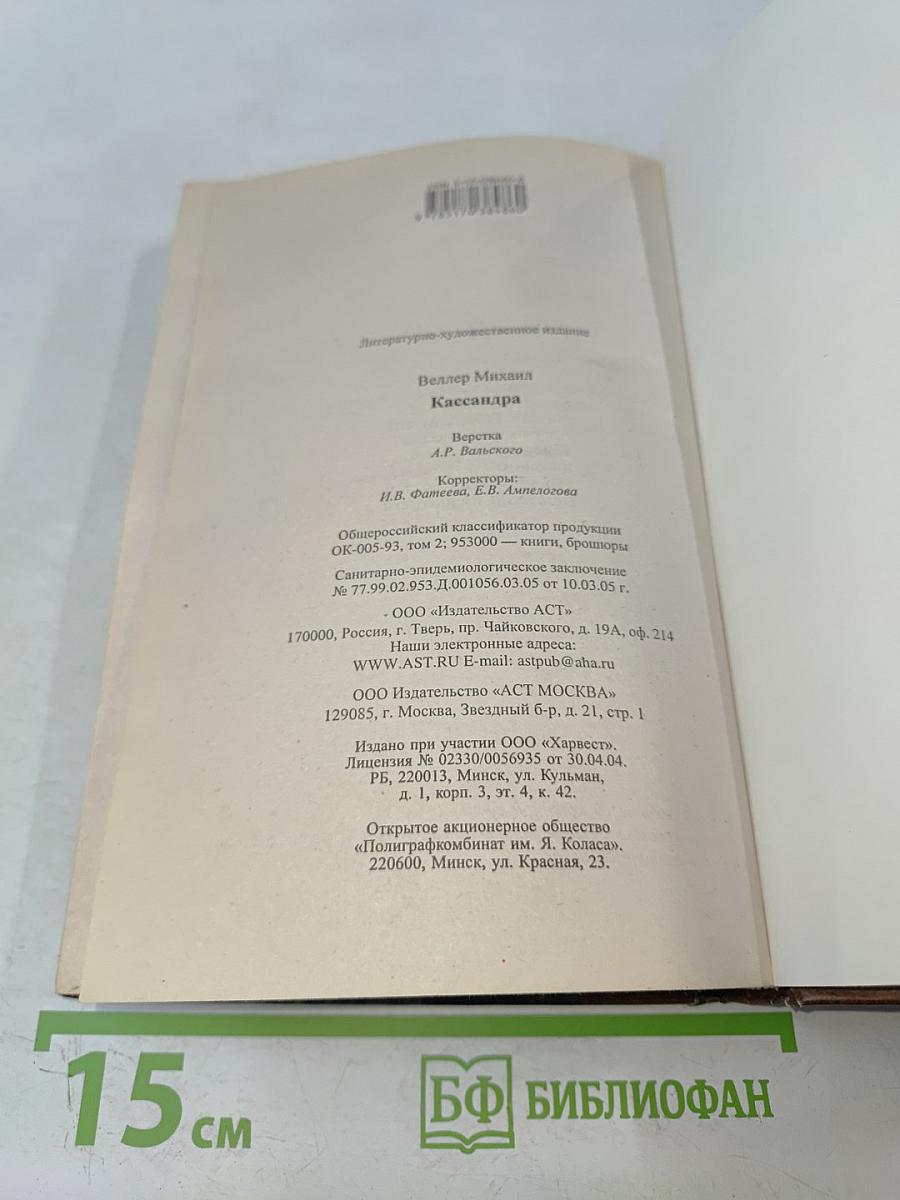 Литературно-художественное издание
Веллер Михаил
Кассандра
Верстка
А.Р. Вальского
Корректоры:
И.В. Фатеева, Е.В. Ампелогова
Общероссийский классификатор продукции
ОК-005-93, том 2; 953000 — книги, брошюры
Санитарно-эпидемиологическое заключение
№ 77.99.02.953.Д.001056.03.05 от 10.03.05 г.
ООО «Издательство АСТ»
170000, Россия, г. Тверь, пр. Чайковского, д. 19А, оф. 214
Наши электронные адреса:
WWW.AST.RU E-mail: astpub@aha.ru
ООО Издательство «АСТ МОСКВА»
129085, г. Москва, Звездный б-р, д. 21, стр. 1
Издано при участии ООО «Харвест».
Лицензия № 02330/0056935 от 30.04.04.
РБ, 220013, Минск, ул. Кульман,
д. 1, корп. 3, эт. 4, к. 42.
Открытое акционерное общество
«Полиграфкомбинат им. Я. Коласа».
220600, Минск, ул. Красная, 23.
15 см
БФ БИБЛИОФАН